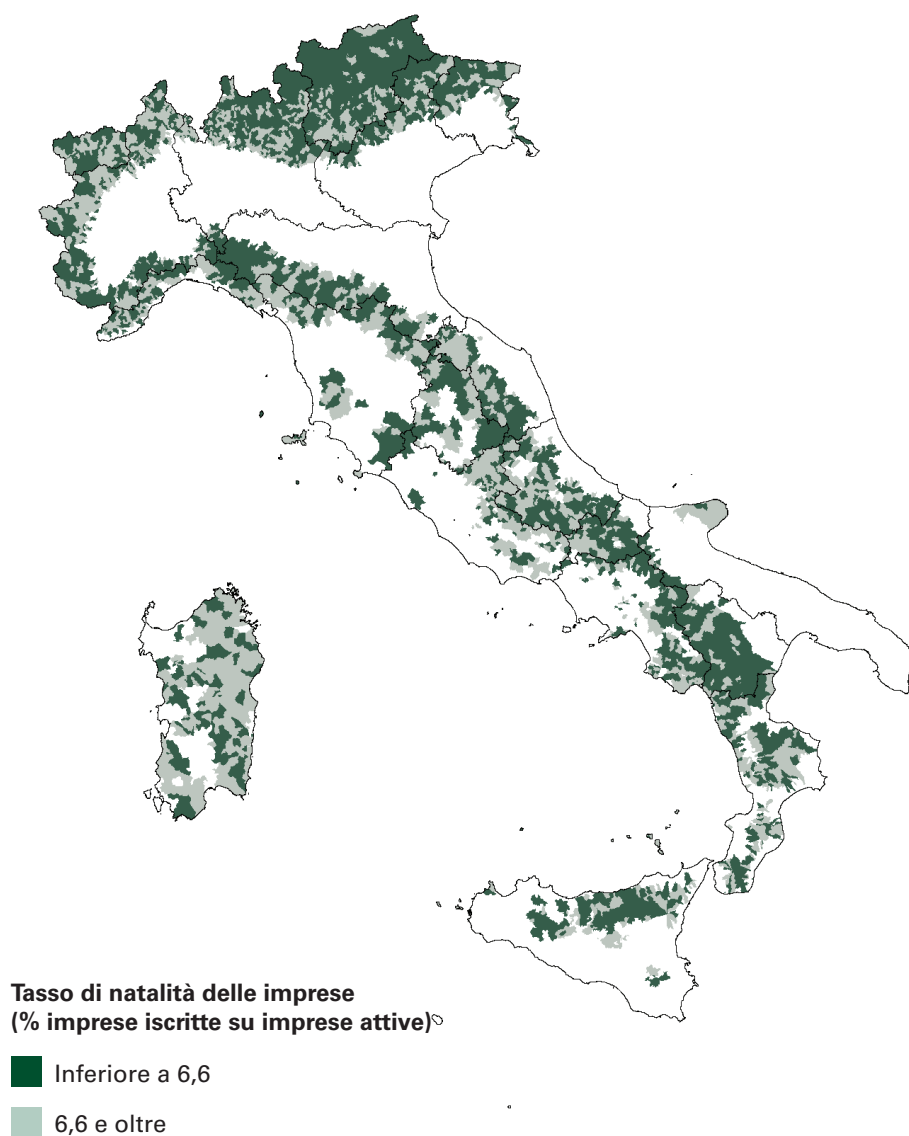 Tasso di natalità delle imprese
(% imprese iscritte su imprese attive)
Inferiore a 6,6
6,6 e oltre